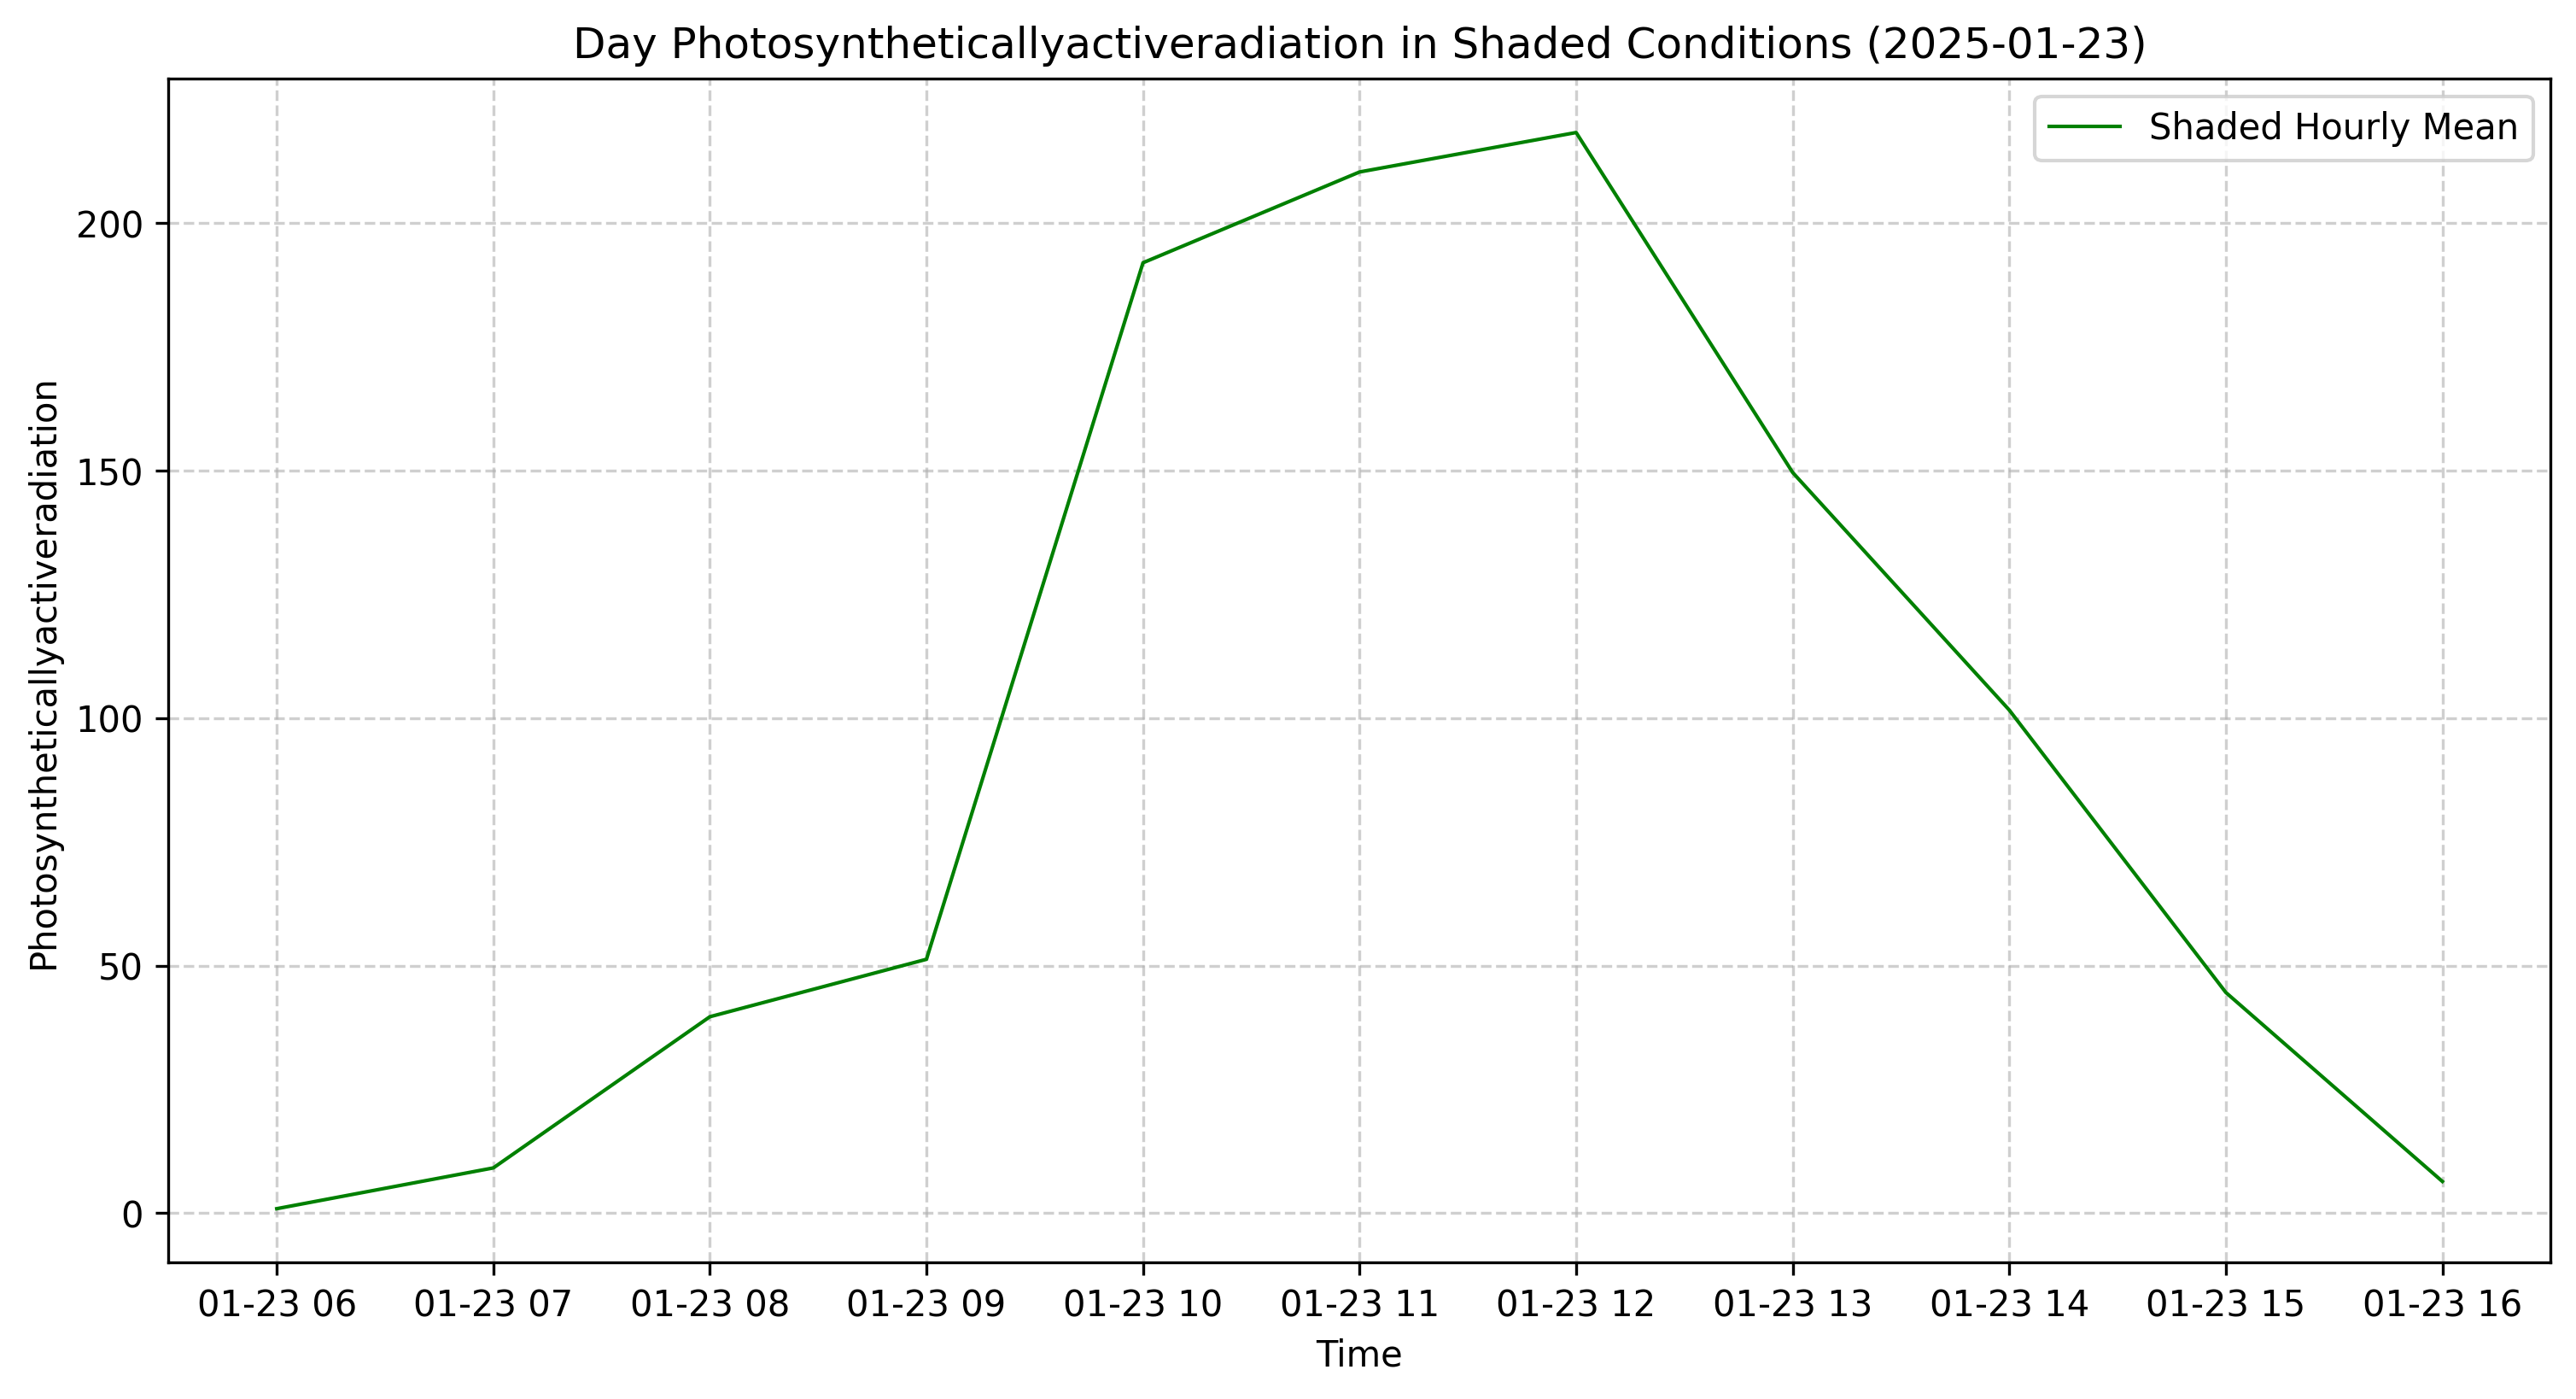 Day Photosyntheticallyactiveradiation in Shaded Conditions (2025-01-23)
Shaded Hourly Mean
Photosyntheticallyactiveradiation
200
150
100
50
0
01-23 06 01-23 07 01-23 08 01-23 09 01-23 10 01-23 11 01-23 12 01-23 13 01-23 14 01-23 15 01-23 16
Time